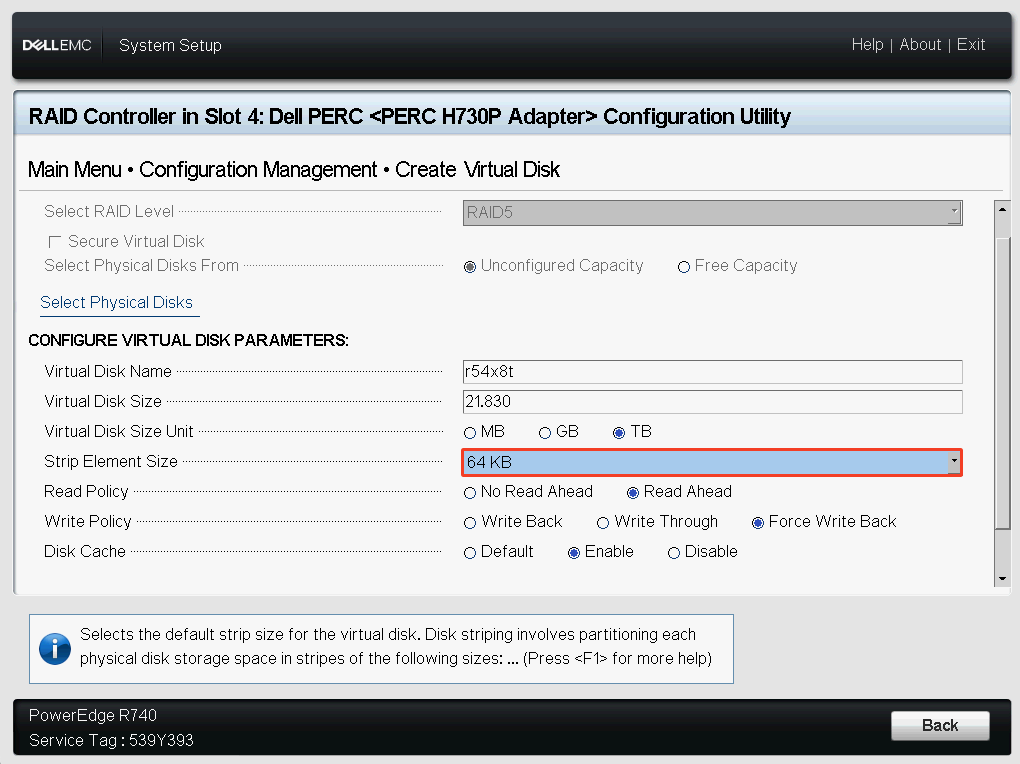 DELLEMC System Setup Help | About | Exit
RAID Controller in Slot 4: Dell PERC <PERC H730P Adapter> Configuration Utility
Main Menu • Configuration Management • Create Virtual Disk
Select RAID Level RAID5
Secure Virtual Disk
Select Physical Disks From Unconfigured Capacity Free Capacity
Select Physical Disks
CONFIGURE VIRTUAL DISK PARAMETERS:
Virtual Disk Name r54x8t
Virtual Disk Size 21.830
Virtual Disk Size Unit MB GB TB
Strip Element Size 64 KB
Read Policy No Read Ahead Read Ahead
Write Policy Write Back Write Through Force Write Back
Disk Cache Default Enable Disable
Selects the default strip size for the virtual disk. Disk striping involves partitioning each
physical disk storage space in stripes of the following sizes: ... (Press <F1> for more help)
PowerEdge R740
Service Tag : 539Y393
Back